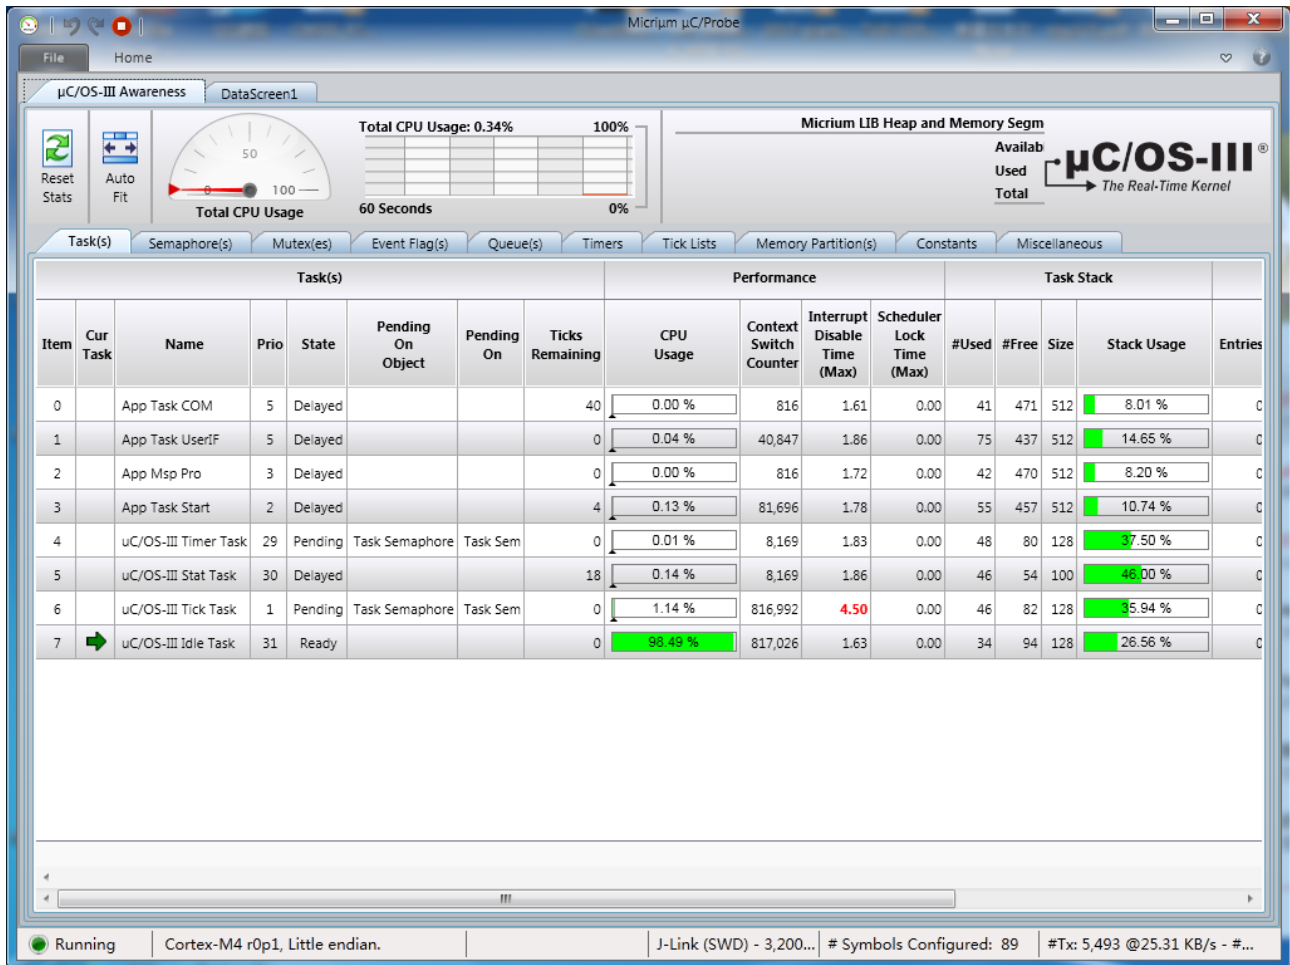 Micriμm μC/Probe
File Home
μC/OS-III Awareness DataScreen1
Reset Stats
Auto Fit
0 50 100
Total CPU Usage
Total CPU Usage: 0.34% 100%
60 Seconds 0%
Micrium LIB Heap and Memory Segm
Availab
Used
Total
μC/OS-III®
The Real-Time Kernel
Task(s) Semaphore(s) Mutex(es) Event Flag(s) Queue(s) Timers Tick Lists Memory Partition(s) Constants Miscellaneous
Task(s) Performance Task Stack
Item Cur Task Name Prio State Pending On Object Pending On Ticks Remaining CPU Usage Context Switch Counter Interrupt Disable Time (Max) Scheduler Lock Time (Max) #Used #Free Size Stack Usage Entries
0 App Task COM 5 Delayed 40 0.00 % 816 1.61 0.00 41 471 512 8.01 %
1 App Task UserIF 5 Delayed 0 0.04 % 40,847 1.86 0.00 75 437 512 14.65 %
2 App Msp Pro 3 Delayed 0 0.00 % 816 1.72 0.00 42 470 512 8.20 %
3 App Task Start 2 Delayed 4 0.13 % 81,696 1.78 0.00 55 457 512 10.74 %
4 uC/OS-III Timer Task 29 Pending Task Semaphore Task Sem 0 0.01 % 8,169 1.83 0.00 48 80 128 37.50 %
5 uC/OS-III Stat Task 30 Delayed 18 0.14 % 8,169 1.86 0.00 46 54 100 46.00 %
6 uC/OS-III Tick Task 1 Pending Task Semaphore Task Sem 0 1.14 % 816,992 4.50 0.00 46 82 128 35.94 %
7 uC/OS-III Idle Task 31 Ready 0 98.49 % 817,026 1.63 0.00 34 94 128 26.56 %
Running Cortex-M4 r0p1, Little endian. J-Link (SWD) - 3,200... # Symbols Configured: 89 #Tx: 5,493 @25.31 KB/s - #...